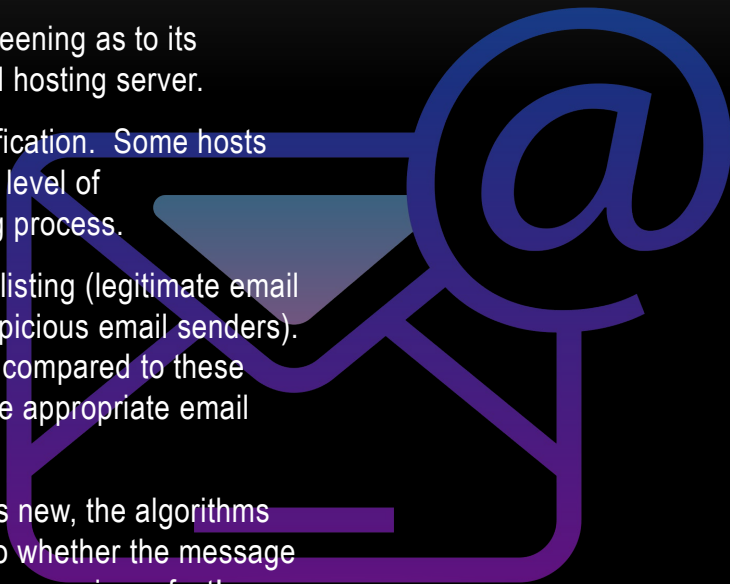 eening as to its
hosting server.
fication. Some hosts
level of
process.
listing (legitimate email
picious email senders).
compared to these
e appropriate email
s new, the algorithms
o whether the message